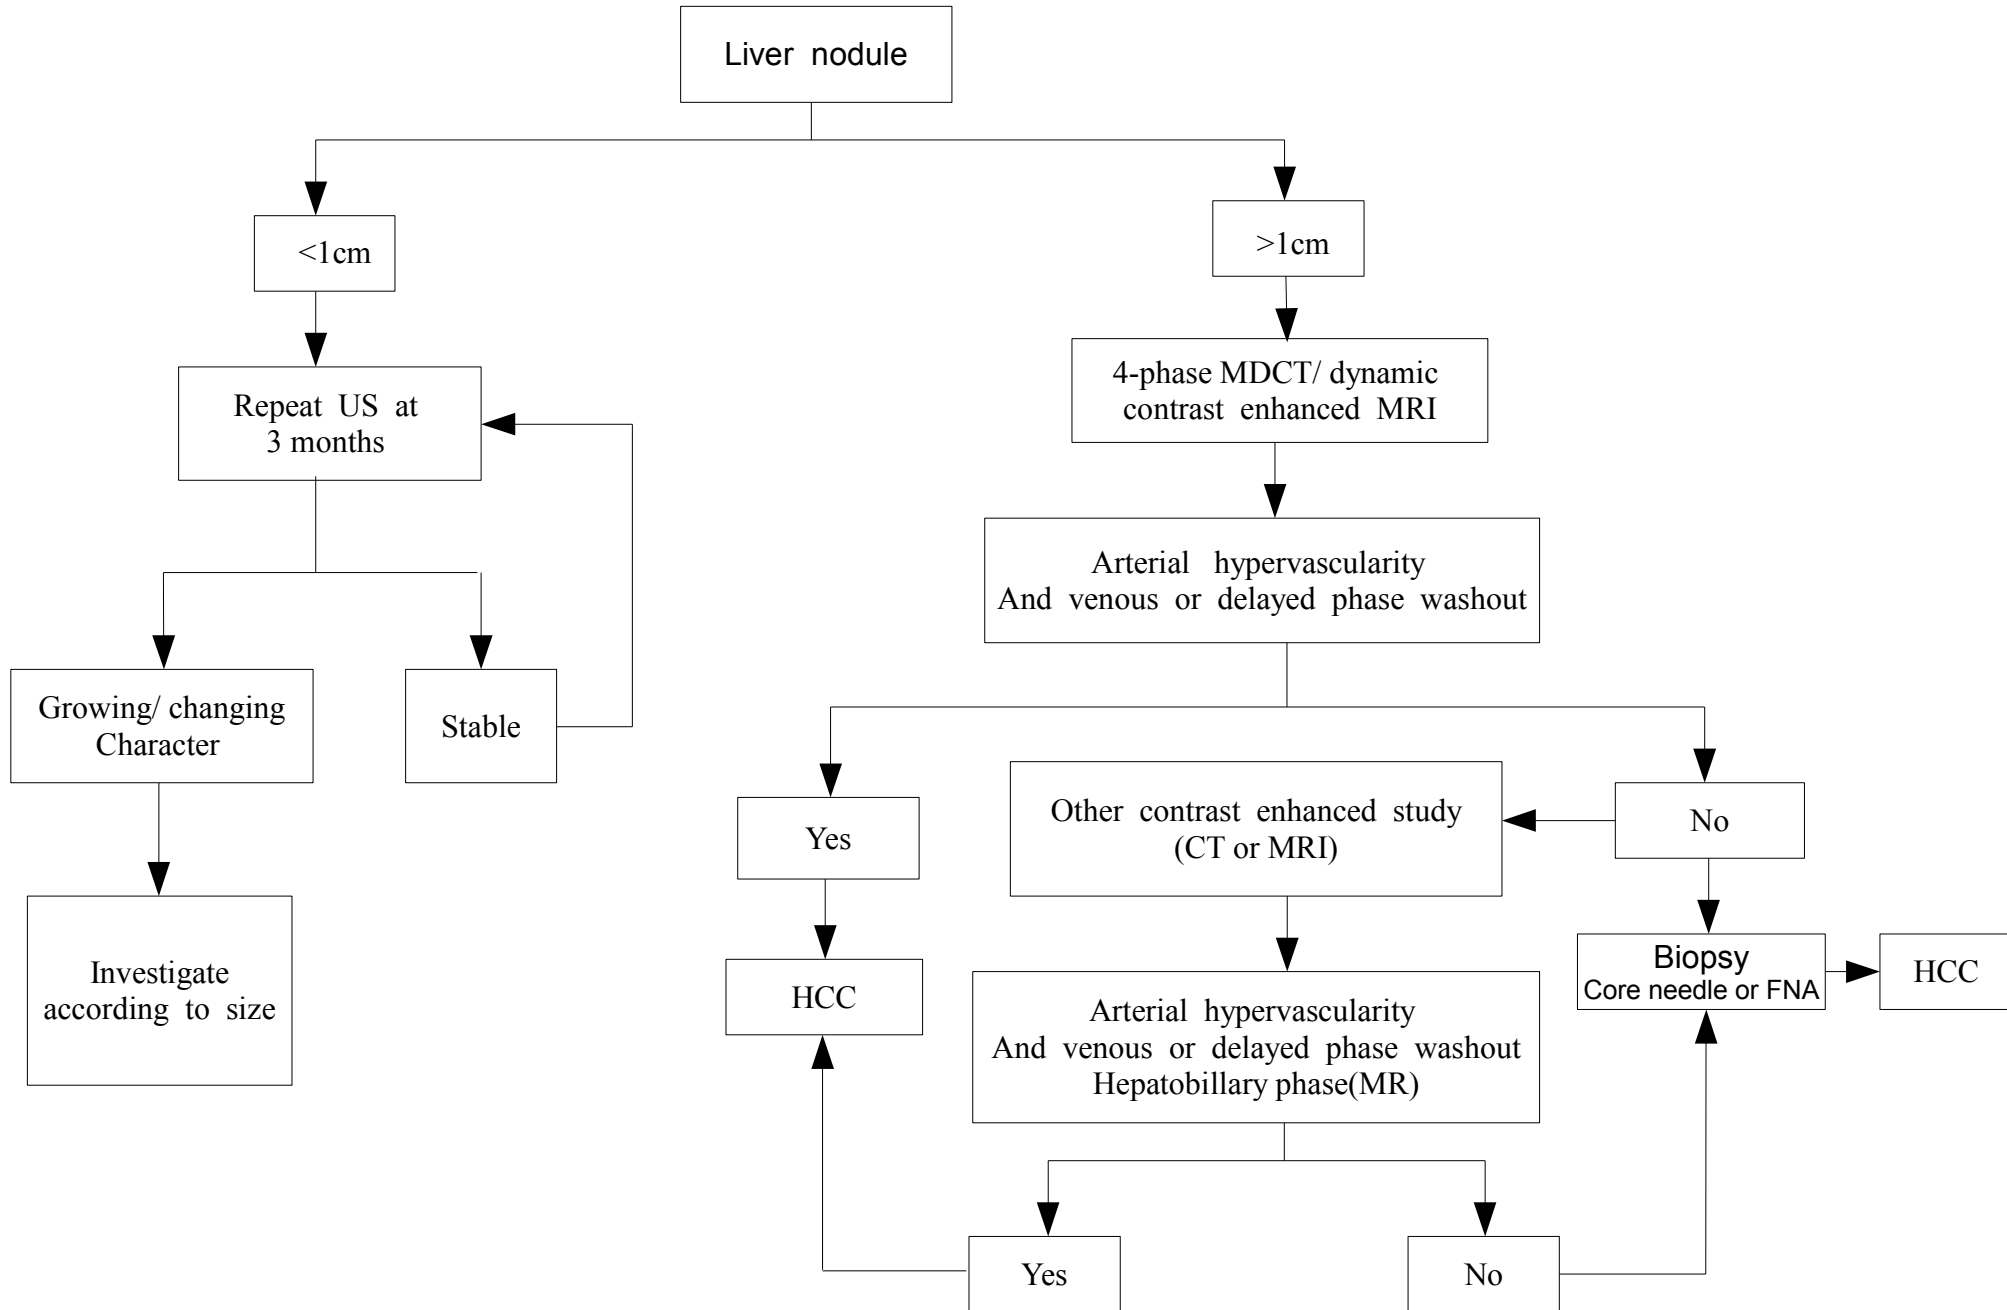 Liver nodule
<1cm
>1cm
Repeat US at
3 months
4-phase MDCT/ dynamic
contrast enhanced MRI
Arterial hypervascularity
And venous or delayed phase washout
Growing/ changing
Character
Stable
Investigate
according to size
Yes
Other contrast enhanced study
(CT or MRI)
No
HCC
Biopsy
Core needle or FNA
HCC
Arterial hypervascularity
And venous or delayed phase washout
Hepatobillary phase(MR)
Yes
No